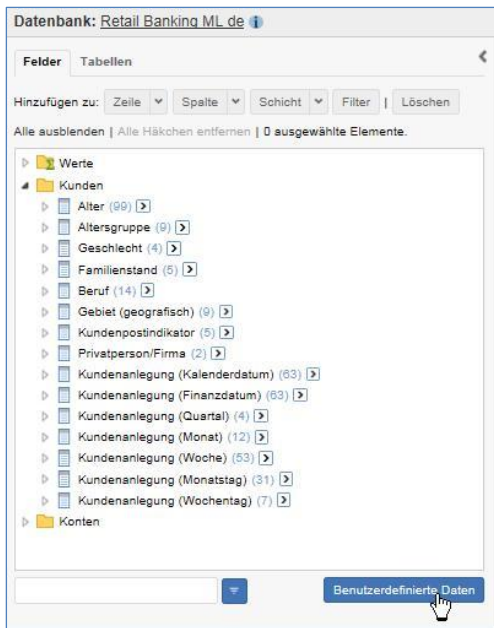 Datenbank: Retail Banking ML de
Felder Tabellen
Hinzufügen zu: Zeile Spalte Schicht Filter | Löschen
Alle ausblenden | Alle Häkchen entfernen | 0 ausgewählte Elemente.
Werte
Kunden
Alter (99)
Altersgruppe (9)
Geschlecht (4)
Familienstand (5)
Beruf (14)
Gebiet (geografisch) (9)
Kundenpostindikator (5)
Privatperson/Firma (2)
Kundenanlegung (Kalenderdatum) (63)
Kundenanlegung (Finanzdatum) (63)
Kundenanlegung (Quartal) (4)
Kundenanlegung (Monat) (12)
Kundenanlegung (Woche) (53)
Kundenanlegung (Monatstag) (31)
Kundenanlegung (Wochentag) (7)
Konten
Benutzerdefinierte Daten